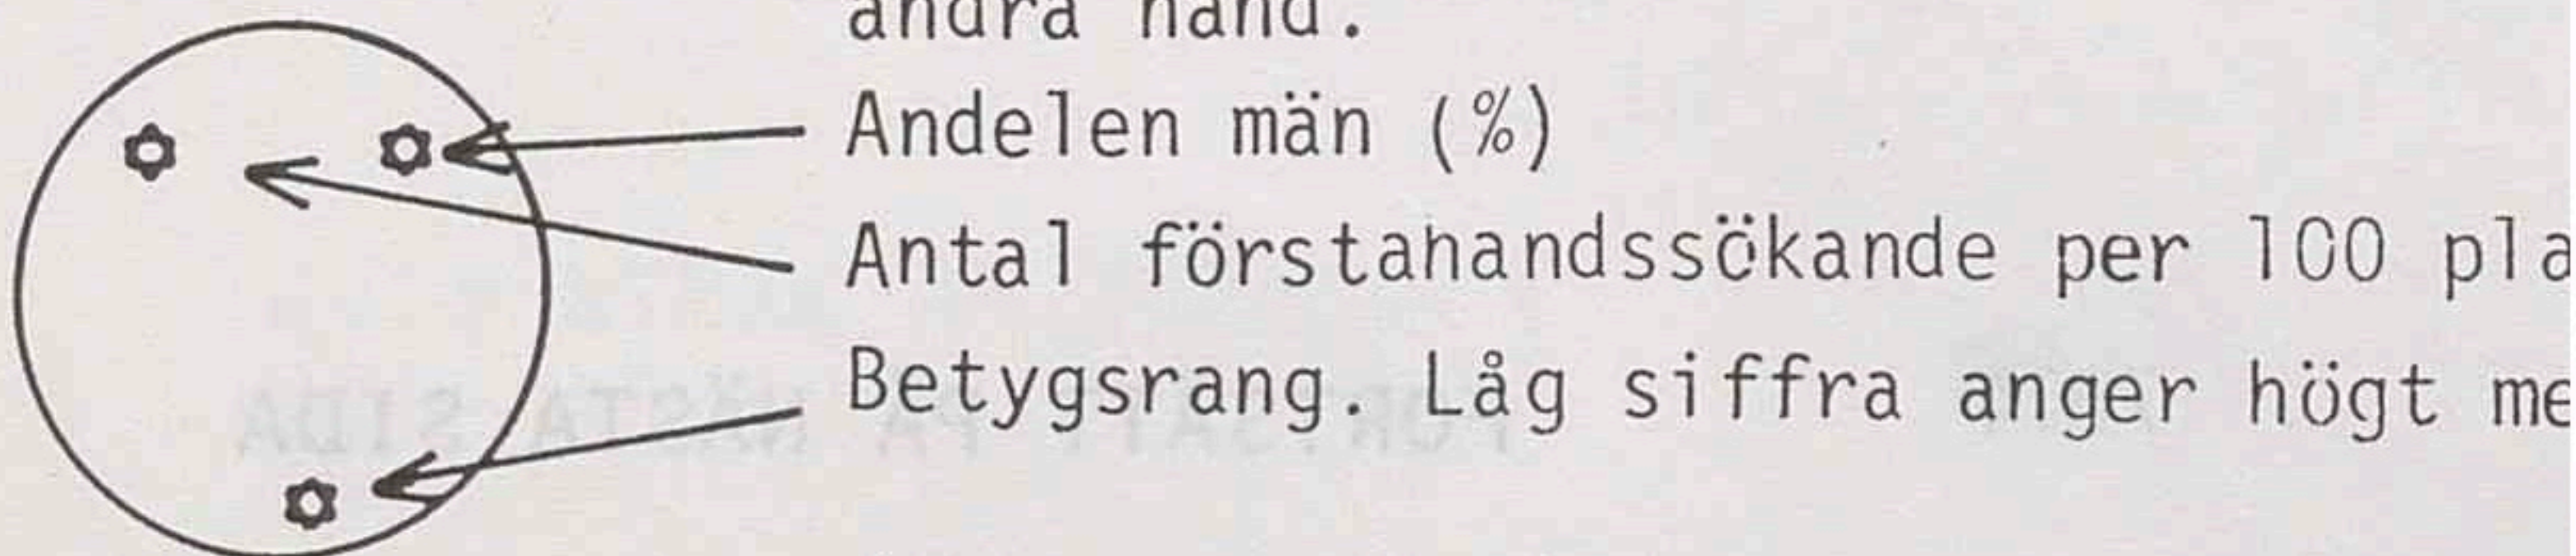 andra hand.
Andelen män (%)
Antal förstahandssökande per 100 pla
Betygsrang. Låg siffra anger högt me